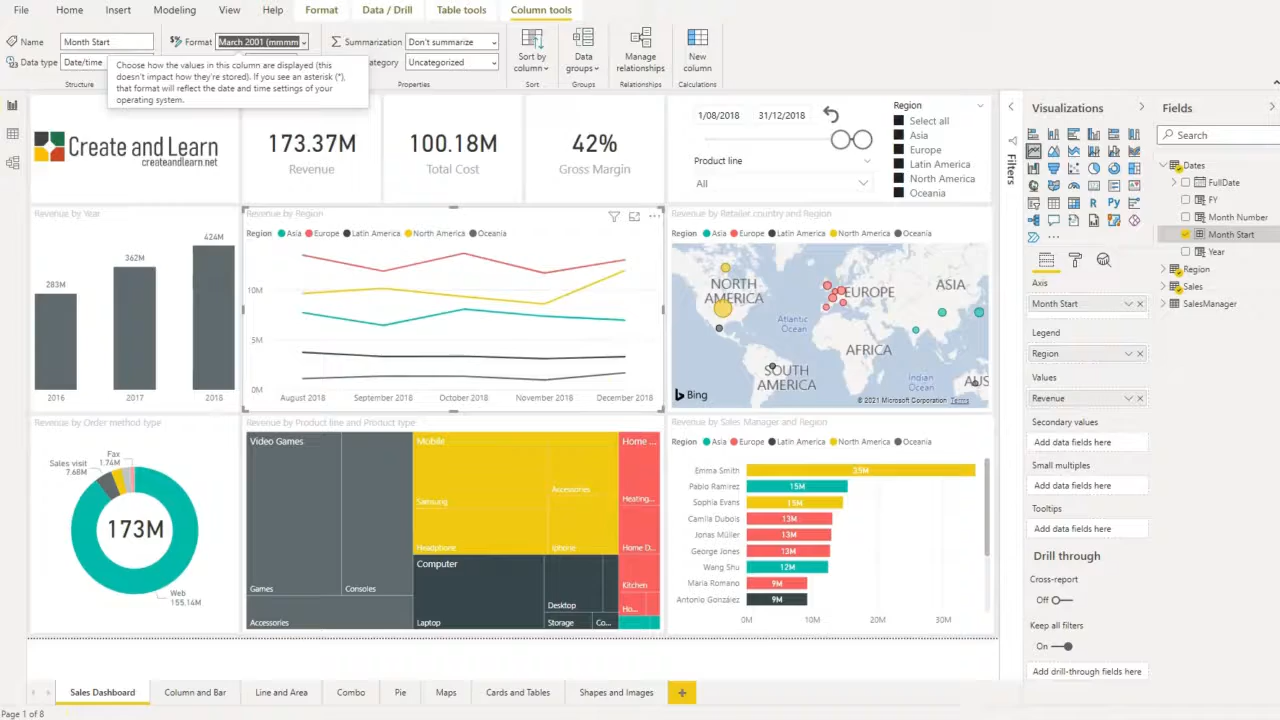 File Home Insert Modeling View Help Format Data / Drill Table tools Column tools
Name Month Start
Format March 2001 (mmmm
Summarization Don't summarize
Data type Date/time
ategory Uncategorized
Structure
Properties
Sort by column
Data groups
Manage relationships
New column
Sort
Groups
Relationships
Calculations
Choose how the values in this column are displayed (this
doesn't impact how they're stored). If you see an asterisk (*),
that format will reflect the date and time settings of your
operating system.
Create and Learn
createandlearn.net
173.37M
Revenue
100.18M
Total Cost
42%
Gross Margin
1/08/2018 31/12/2018
Product line
All
Region
Select all
Asia
Europe
Latin America
North America
Oceania
Revenue by Year
283M
362M
424M
2016 2017 2018
Revenue by Region
Region Asia Europe Latin America North America Oceania
10M
5M
0M
August 2018 September 2018 October 2018 November 2018 December 2018
Revenue by Retailer country and Region
Region Asia Europe Latin America North America Oceania
NORTH AMERICA
EUROPE
ASIA
Atlantic Ocean
AFRICA
SOUTH AMERICA
Indian Ocean
AUS
Bing
© 2021 Microsoft Corporation Terms
Revenue by Order method type
Fax
1.74M
Sales visit
7.68M
173M
Web
155.14M
Revenue by Product line and Product type
Video Games
Games
Consoles
Accessories
Mobile
Samsung
Accessories
Headphone
Iphone
Computer
Laptop
Desktop
Storage
Co...
Home ...
Heating...
Home D...
Kitchen
Ho...
Revenue by Sales Manager and Region
Region Asia Europe Latin America North America Oceania
Emma Smith 25M
Pablo Ramirez 15M
Sophia Evans 15M
Camila Dubois 13M
Jonas Müller 13M
George Jones 13M
Wang Shu 12M
Maria Romano 9M
Antonio González 9M
0M 10M 20M 30M
Filters
Visualizations
R Py
Axis
Month Start
Legend
Region
Values
Revenue
Secondary values
Add data fields here
Small multiples
Add data fields here
Tooltips
Add data fields here
Drill through
Cross-report
Off
Keep all filters
On
Add drill-through fields here
Fields
Search
Dates
FullDate
FY
Month Number
Month Start
Year
Region
Sales
SalesManager
Sales Dashboard Column and Bar Line and Area Combo Pie Maps Cards and Tables Shapes and Images
Page 1 of 8